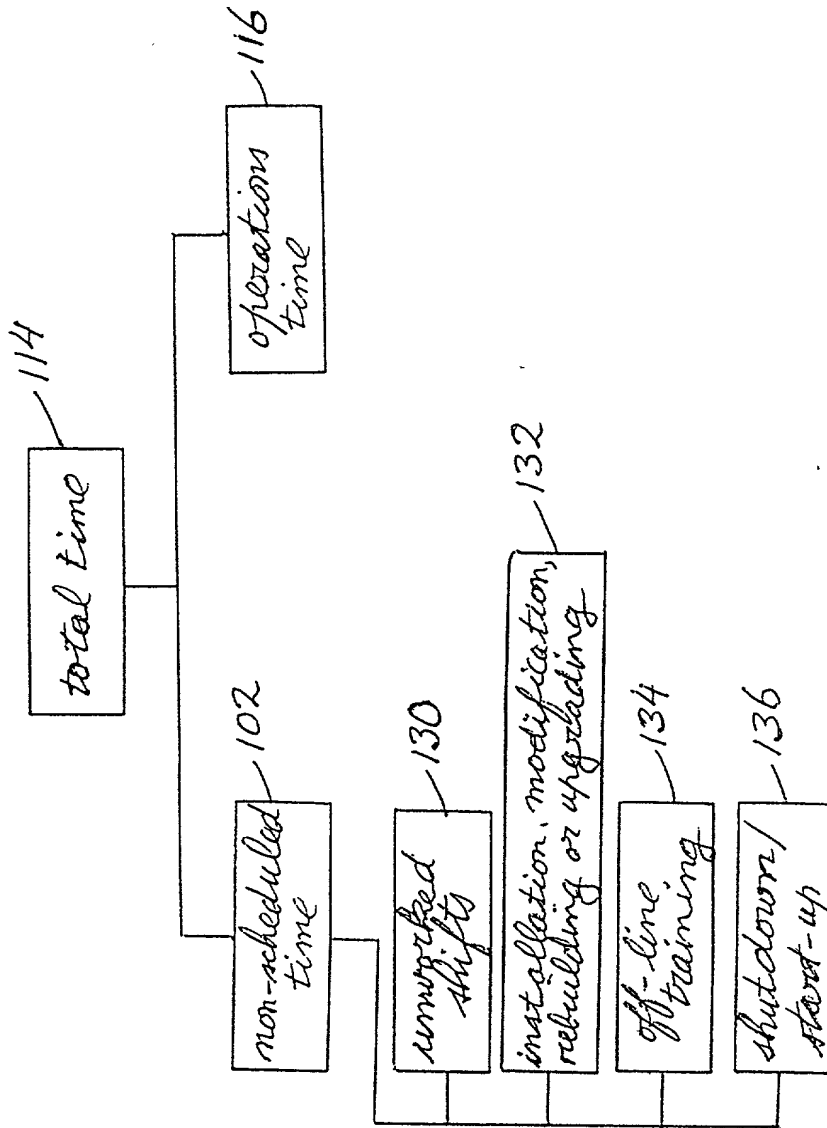 total time
114
non-scheduled
time
102
operations
time
116
unworked
shifts
130
installation, modification,
rebuilding or upgrading
132
off-line
training
134
shutdown/
start-up
136